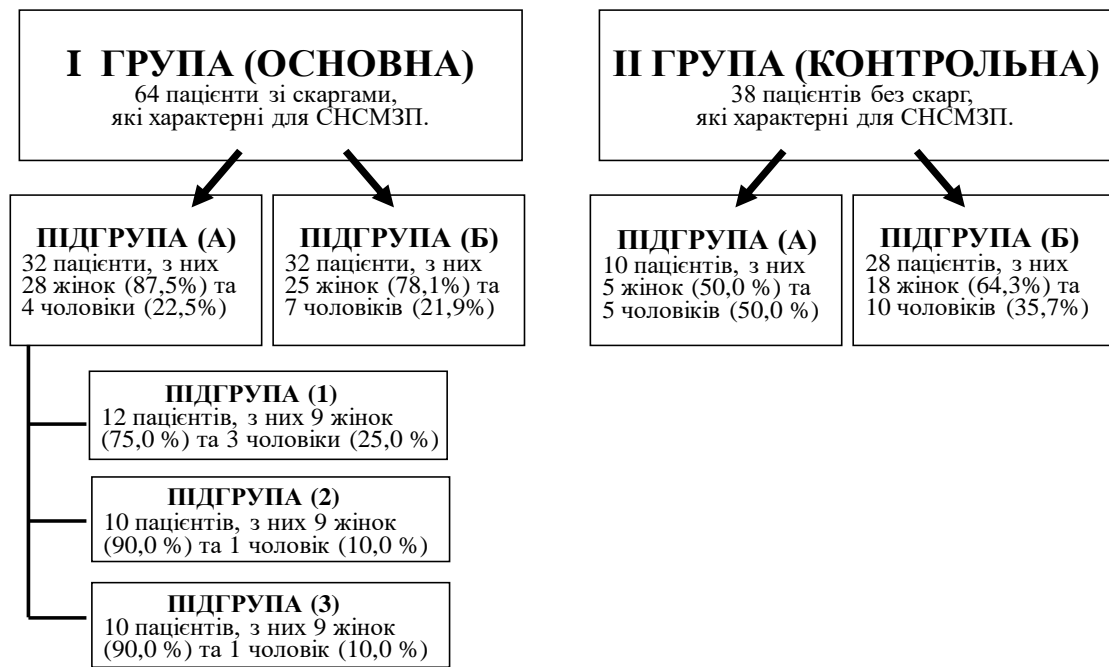 І ГРУПА (ОСНОВНА)
64 пацієнти зі скаргами,
які характерні для СНСМЗП.
ІІ ГРУПА (КОНТРОЛЬНА)
38 пацієнтів без скарг,
які характерні для СНСМЗП.
ПІДГРУПА (А)
32 пацієнти, з них
28 жінок (87,5%) та
4 чоловіки (22,5%)
ПІДГРУПА (Б)
32 пацієнти, з них
25 жінок (78,1%) та
7 чоловіків (21,9%)
ПІДГРУПА (А)
10 пацієнтів, з них
5 жінок (50,0 %) та
5 чоловіків (50,0 %)
ПІДГРУПА (Б)
28 пацієнтів, з них
18 жінок (64,3%) та
10 чоловіків (35,7%)
ПІДГРУПА (1)
12 пацієнтів, з них 9 жінок
(75,0 %) та 3 чоловіки (25,0 %)
ПІДГРУПА (2)
10 пацієнтів, з них 9 жінок
(90,0 %) та 1 чоловік (10,0 %)
ПІДГРУПА (3)
10 пацієнтів, з них 9 жінок
(90,0 %) та 1 чоловік (10,0 %)